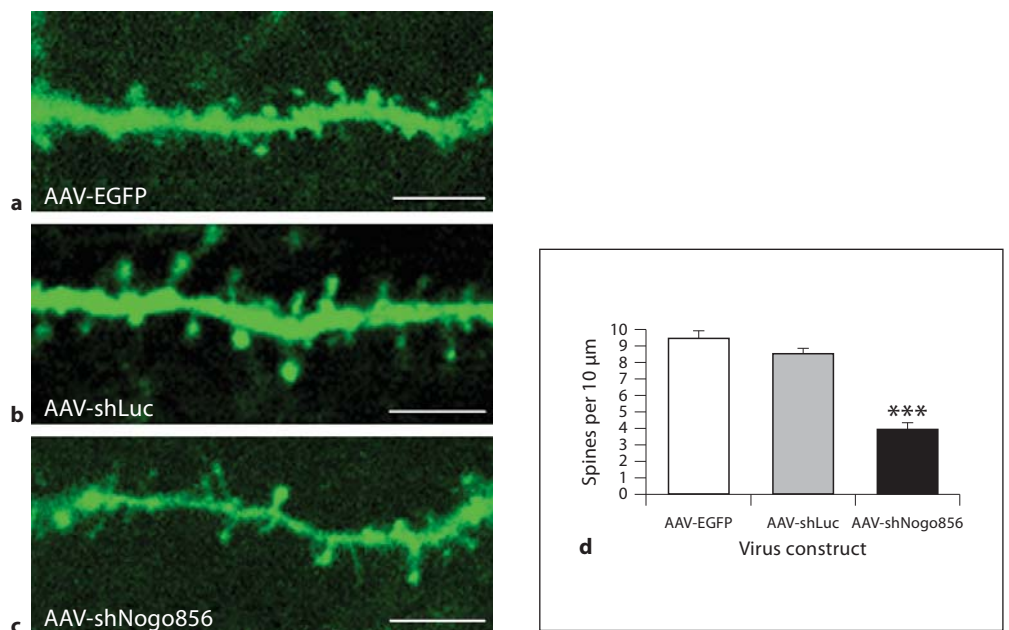 a
AAV-EGFP
b
AAV-shLuc
c
AAV-shNogo856
Spines per 10 µm
10
9
8
7
6
5
4
3
2
1
0
***
AAV-EGFP AAV-shLuc AAV-shNogo856
d
Virus construct